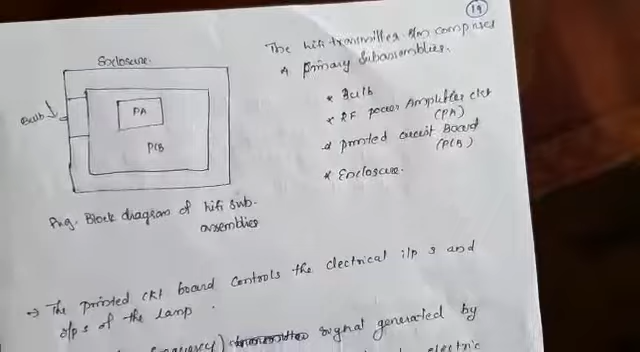 19
Enclosure.
Bulb
PA
PCB
Fig. Block diagram of hifi sub-
assemblies
The hifi transmitter comprises
4 primary subassemblies.
* Bulb
* RF power Amplifier ckt
(PA)
* printed circuit Board
(PCB)
* Enclosure.
→ The printed ckt board controls the electrical i/p s and
o/p s of the lamp.
signal generated by
electric